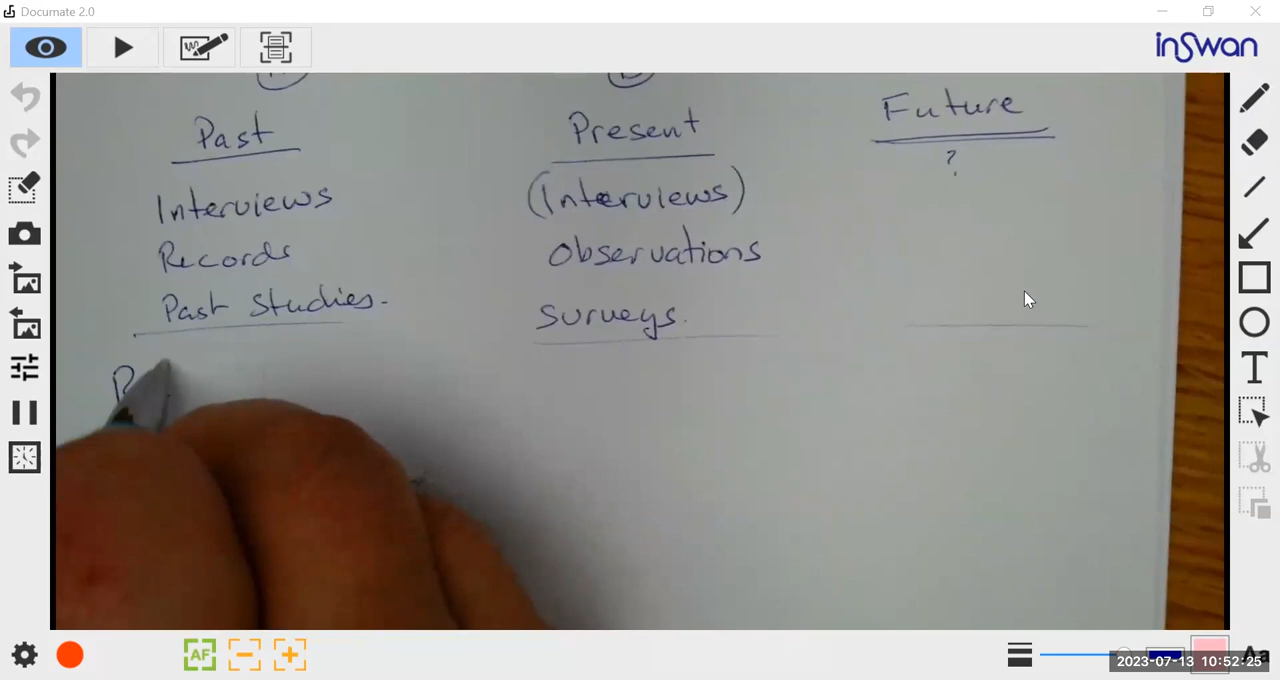 Documate 2.0
inSwan
Past
Interviews
Records
Past Studies.
Present
(Interviews)
Observations
Surveys.
Future
?
T
AF
Aa
2023-07-13 10:52:25